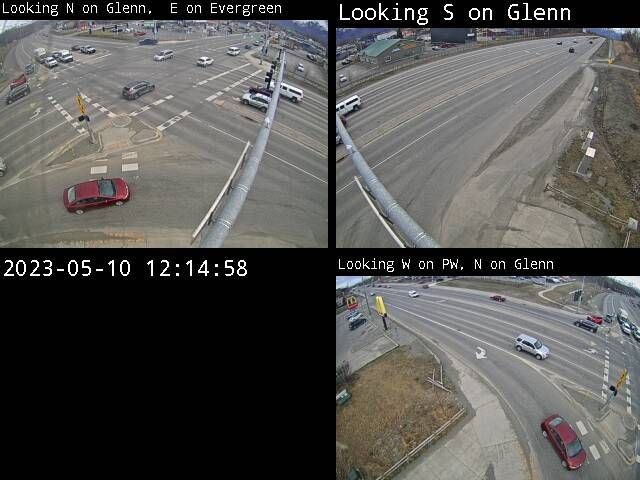 Looking N on Glenn, E on Evergreen
Looking S on Glenn
2023-05-10 12:14:58
Looking W on PW, N on Glenn